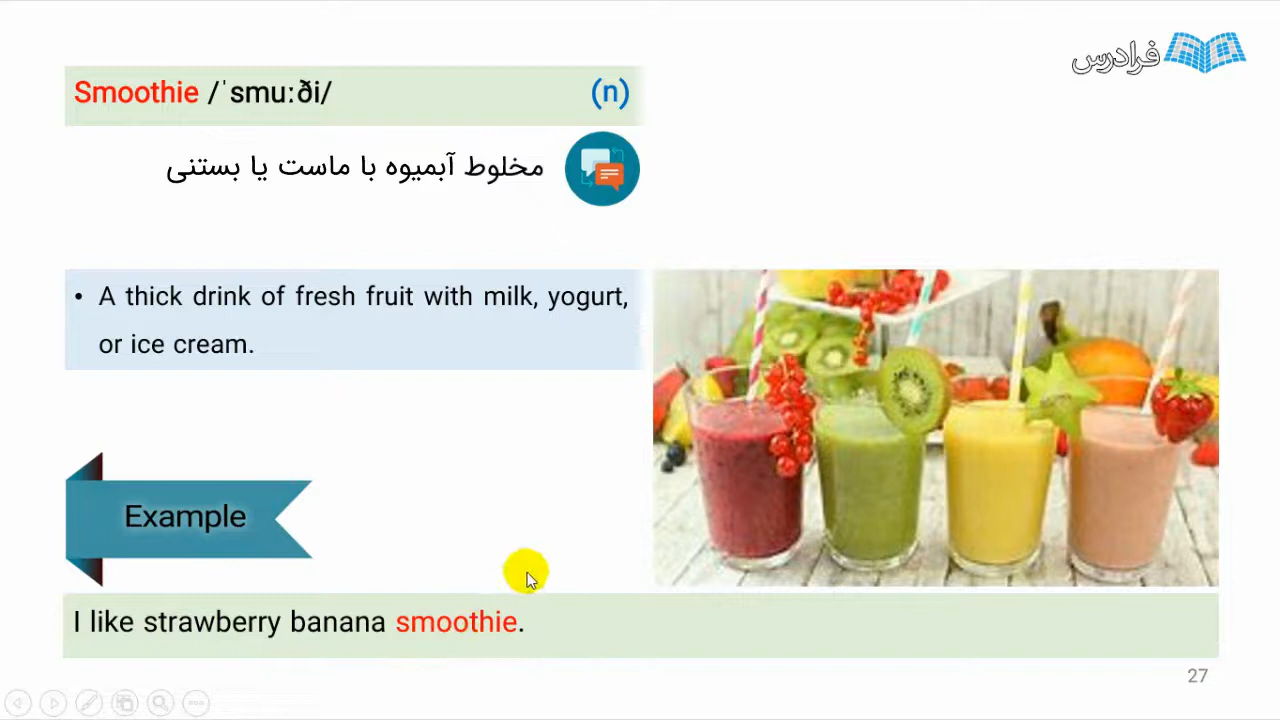 فرادرس
Smoothie /ˈsmuːði/ (n)
مخلوط آبمیوه با ماست یا بستنی
• A thick drink of fresh fruit with milk, yogurt,
or ice cream.
Example
I like strawberry banana smoothie.
27